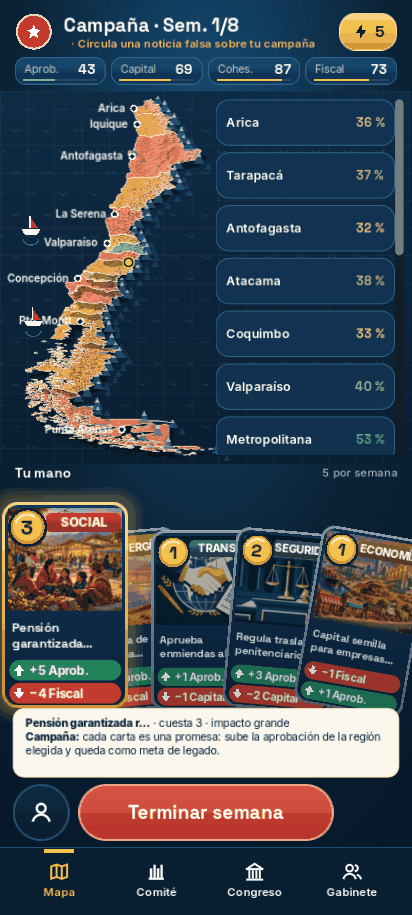 Campaña · Sem. 1/8
· Circula una noticia falsa sobre tu campaña
5
Aprob. 43
Capital 69
Cohes. 87
Fiscal 73
Arica
Iquique
Antofagasta
La Serena
Valparaíso
Concepción
Pto Montt
Punta Arenas
Arica 36 %
Tarapacá 37 %
Antofagasta 32 %
Atacama 38 %
Coquimbo 33 %
Valparaíso 40 %
Metropolitana 53 %
Tu mano
5 por semana
3 SOCIAL
Pensión
garantizada...
+5 Aprob.
−4 Fiscal
1 TRANS
Aprueba
enmiendas a
−1 Capita
2 SEGURID
Regula trasla
penitenciario
+3 Aprob
−2 Capital
1 ECONOMÍ
Capital semilla
para empresas...
−1 Fiscal
+1 Aprob.
Pensión garantizada r... · cuesta 3 · impacto grande
Campaña: cada carta es una promesa: sube la aprobación de la región
elegida y queda como meta de legado.
Terminar semana
Mapa
Comité
Congreso
Gabinete